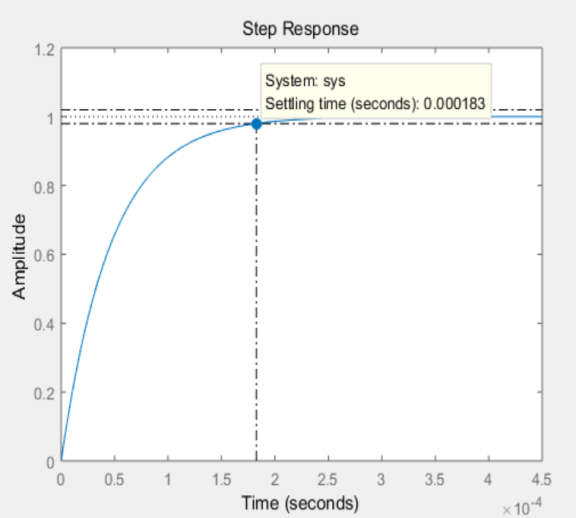 Step Response
System: sys
Settling time (seconds): 0.000183
Amplitude
1.2
1
0.8
0.6
0.4
0.2
0
0 0.5 1 1.5 2 2.5 3 3.5 4 4.5
Time (seconds)
×10⁻⁴